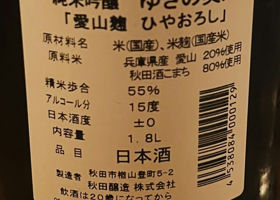 純米吟醸 ゆきの美
「愛山麹 ひやおろし」
原材料名 米(国産)、米麹(国産米)
原料米 兵庫県産 愛山 20%使用
秋田酒こまち 80%使用
精米歩合 55%
アルコール分 15度
日本酒度 ±0
内容量 1.8L
品目 日本酒
製造者 秋田市楢山登町5-2
秋田醸造 株式会社
飲酒は20歳になってから
4538084000129